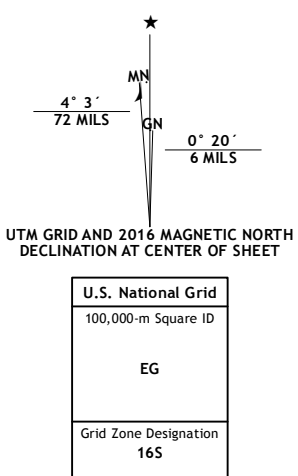 ★
MN
4° 3´
72 MILS
GN
0° 20´
6 MILS
UTM GRID AND 2016 MAGNETIC NORTH
DECLINATION AT CENTER OF SHEET
U.S. National Grid
100,000-m Square ID
EG
Grid Zone Designation
16S